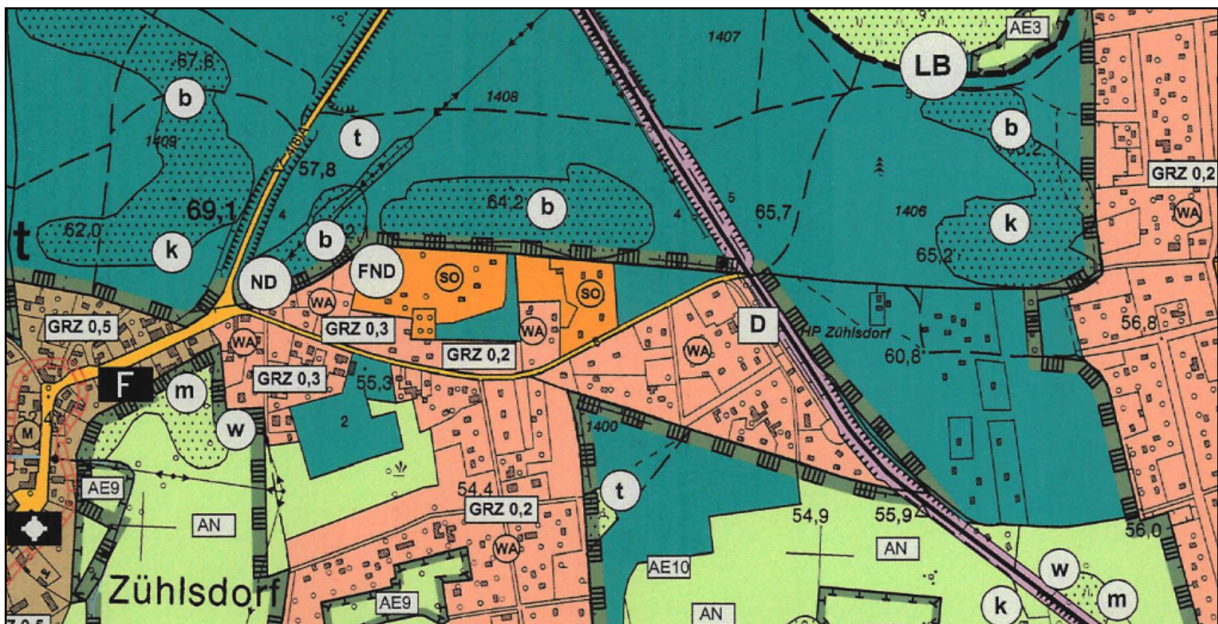 AE3
1407
LB
67,6
b
1408
t
b
1409
57,8
GRZ 0,2
69,1
64,2
b
65,7
1406
WA
t
62,0
k
b
4
4
5
k
65,2
ND
FND
SO
SO
WA
GRZ 0,5
GRZ 0,3
WA
D
HP Zühlsdorf
56,8
WA
GRZ 0,2
WA
60,8
F
m
GRZ 0,3
55,3
M
w
2
1400
AE9
54,4
t
GRZ 0,2
54,9
55,9
AN
WA
AN
56,0
AE10
w
Zühlsdorf
AE9
AN
k
m